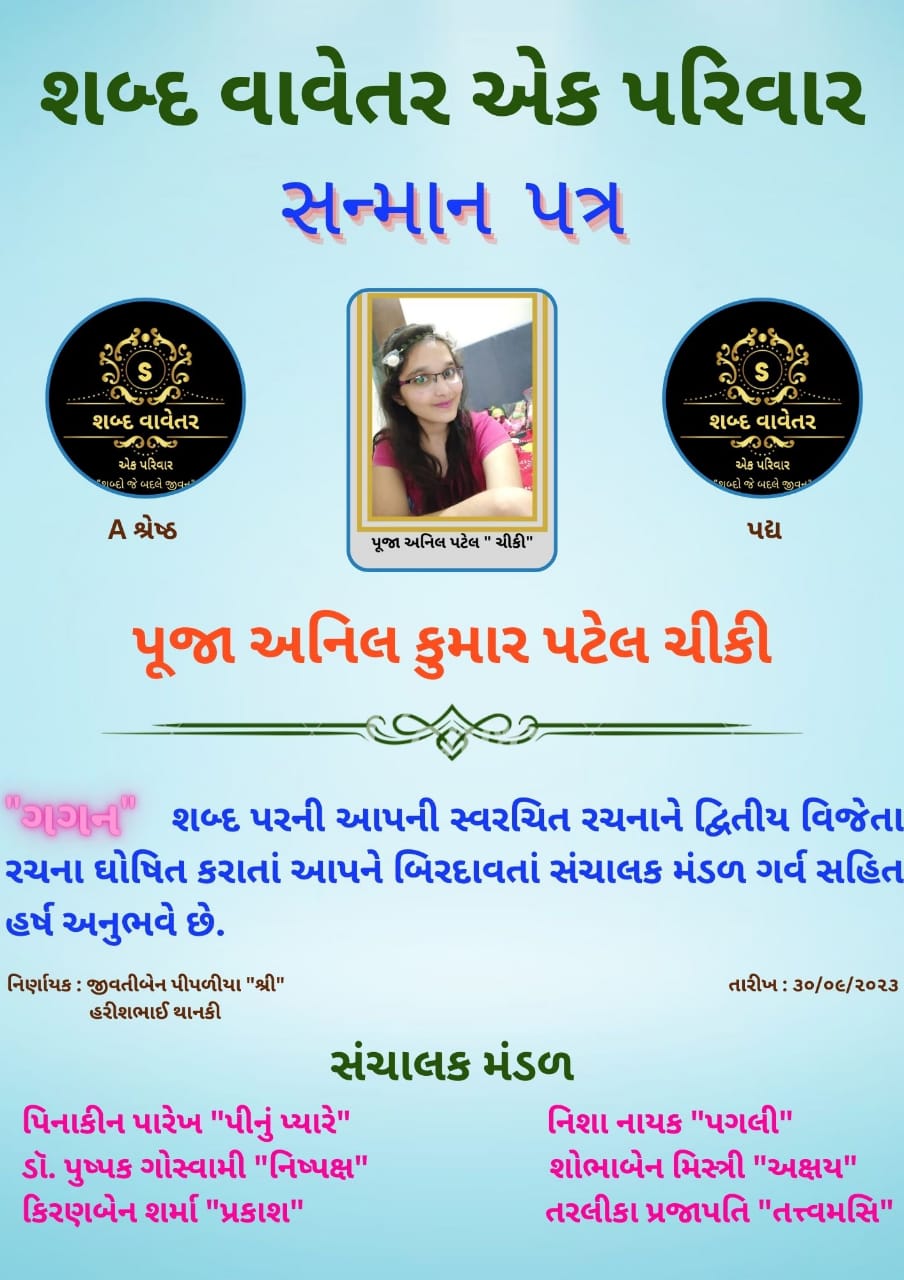 શબ્દ વાવેતર એક પરિવાર
સન્માન પત્ર
S
શબ્દ વાવેતર
એક પરિવાર
"શબ્દો જે બદલે જીવન"
A શ્રેષ્ઠ
પૂજા અનિલ પટેલ " ચીકી"
S
શબ્દ વાવેતર
એક પરિવાર
"શબ્દો જે બદલે જીવન"
પદ્ય
પૂજા અનિલ કુમાર પટેલ ચીકી
"ગગન" શબ્દ પરની આપની સ્વરચિત રચનાને દ્વિતીય વિજેતા
રચના ઘોષિત કરાતાં આપને બિરદાવતાં સંચાલક મંડળ ગર્વ સહિત
હર્ષ અનુભવે છે.
નિર્ણાયક : જીવતીબેન પીપળીયા "શ્રી"
હરીશભાઈ થાનકી
તારીખ : ૩૦/૦૯/૨૦૨૩
સંચાલક મંડળ
પિનાકીન પારેખ "પીનું પ્યારે"
નિશા નાયક "પગલી"
ડૉ. પુષ્પક ગોસ્વામી "નિષ્પક્ષ"
શોભાબેન મિસ્ત્રી "અક્ષય"
કિરણબેન શર્મા "પ્રકાશ"
તરલીકા પ્રજાપતિ "તત્ત્વમસિ"